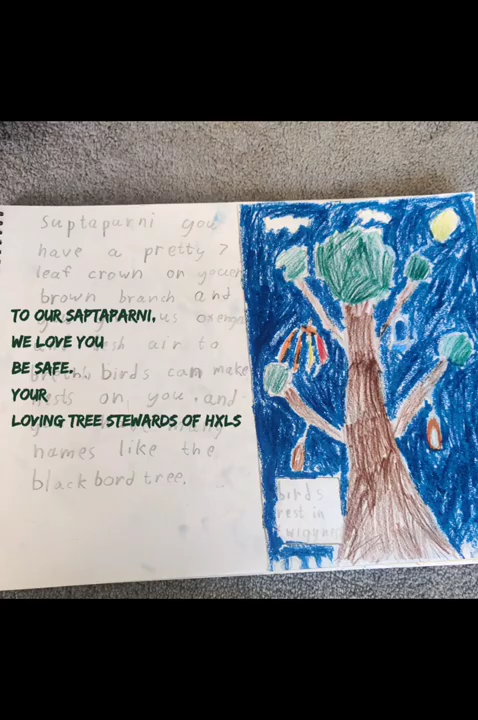 suptaparni you
have a pretty 7
leaf crown on
brown branch and
us
air to
birds can make
on you, and
names like the
black bord tree.
TO OUR SAPTAPARNI,
WE LOVE YOU
BE SAFE.
YOUR
LOVING TREE STEWARDS OF HXLS
birds
rest in